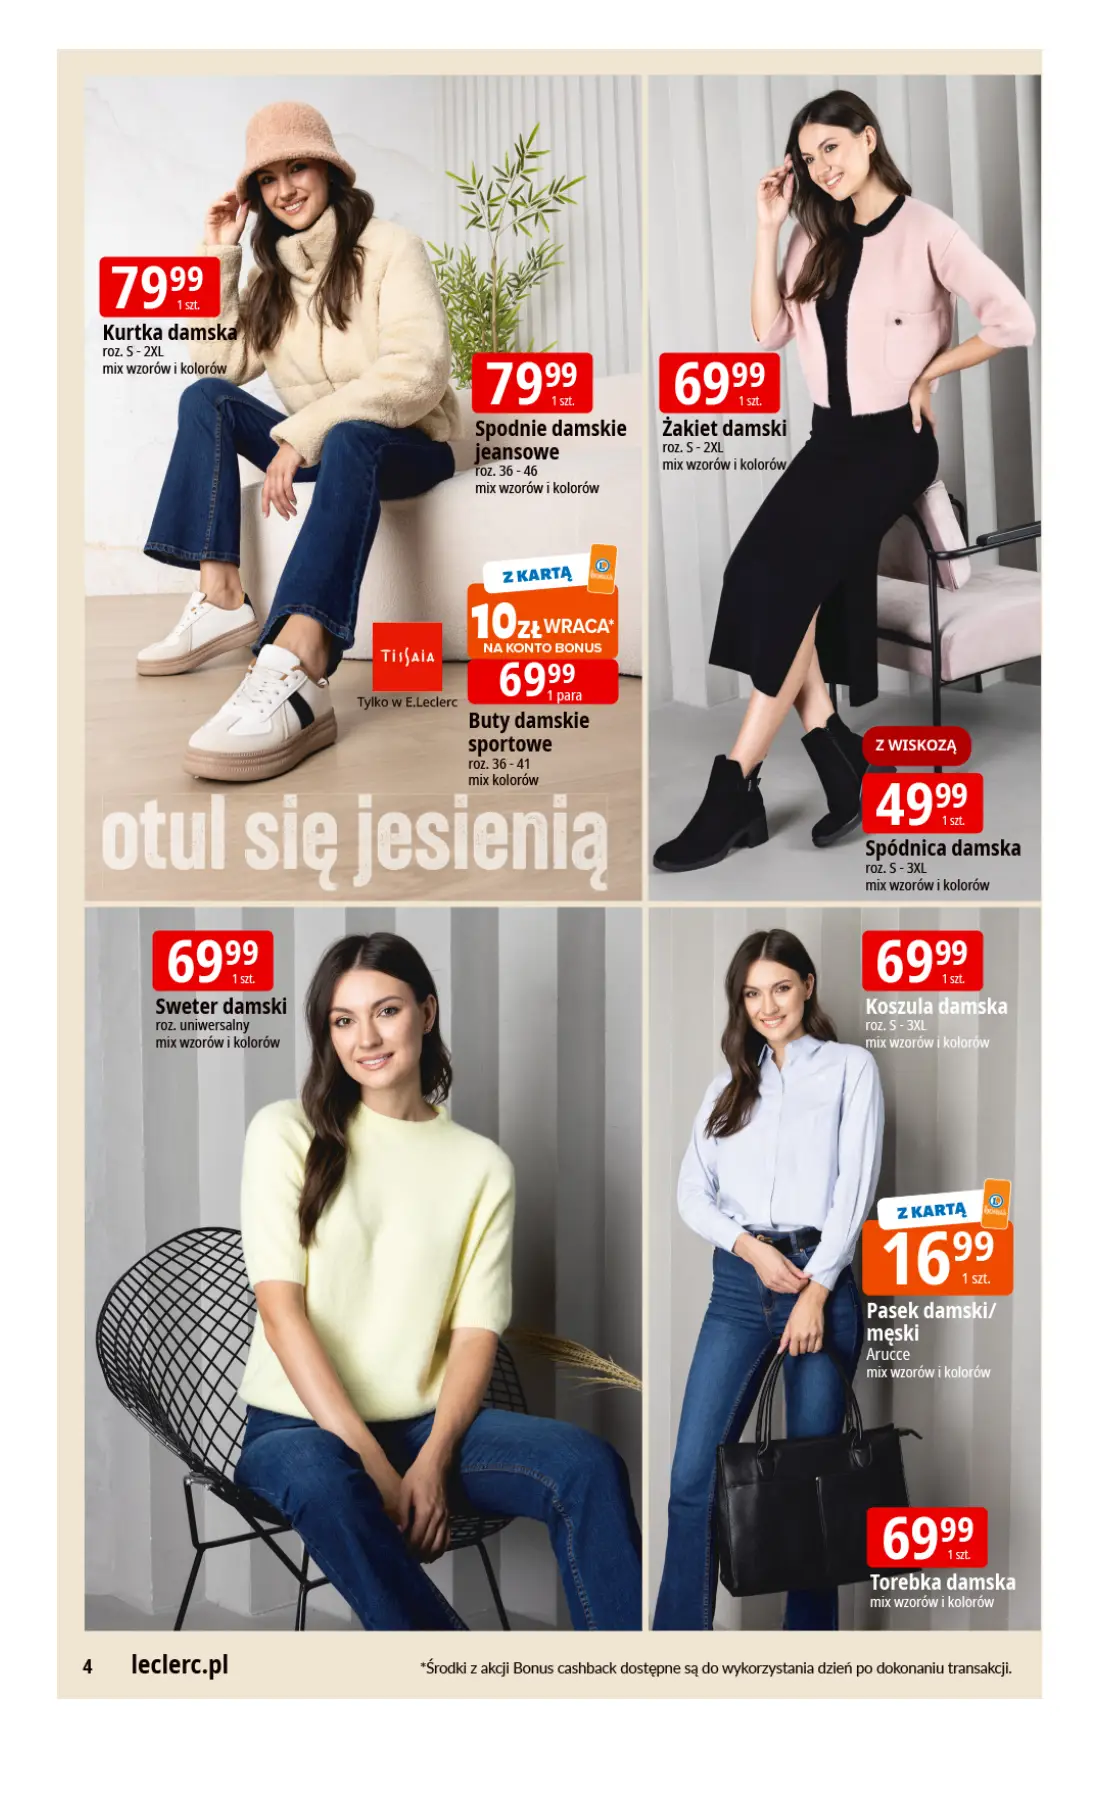 79 99
1 szt.
Kurtka damska
roz. S - 2XL
mix wzorów i kolorów
79 99
1 szt.
Spodnie damskie
jeansowe
roz. 36 - 46
mix wzorów i kolorów
Z KARTĄ
BONUS
10 ZŁ WRACA*
NA KONTO BONUS
69 99
1 para
Buty damskie
sportowe
roz. 36 - 41
mix kolorów
TISSAIA
Tylko w E.Leclerc
otul się jesienią
69 99
1 szt.
Żakiet damski
roz. S - 2XL
mix wzorów i kolorów
Z WISKOZĄ
49 99
1 szt.
Spódnica damska
roz. S - 3XL
mix wzorów i kolorów
69 99
1 szt.
Sweter damski
roz. uniwersalny
mix wzorów i kolorów
69 99
1 szt.
Koszula damska
roz. S - 3XL
mix wzorów i kolorów
Z KARTĄ
BONUS
16 99
1 szt.
Pasek damski/
męski
Arucce
mix wzorów i kolorów
69 99
1 szt.
Torebka damska
mix wzorów i kolorów
4 leclerc.pl
*Środki z akcji Bonus cashback dostępne są do wykorzystania dzień po dokonaniu transakcji.